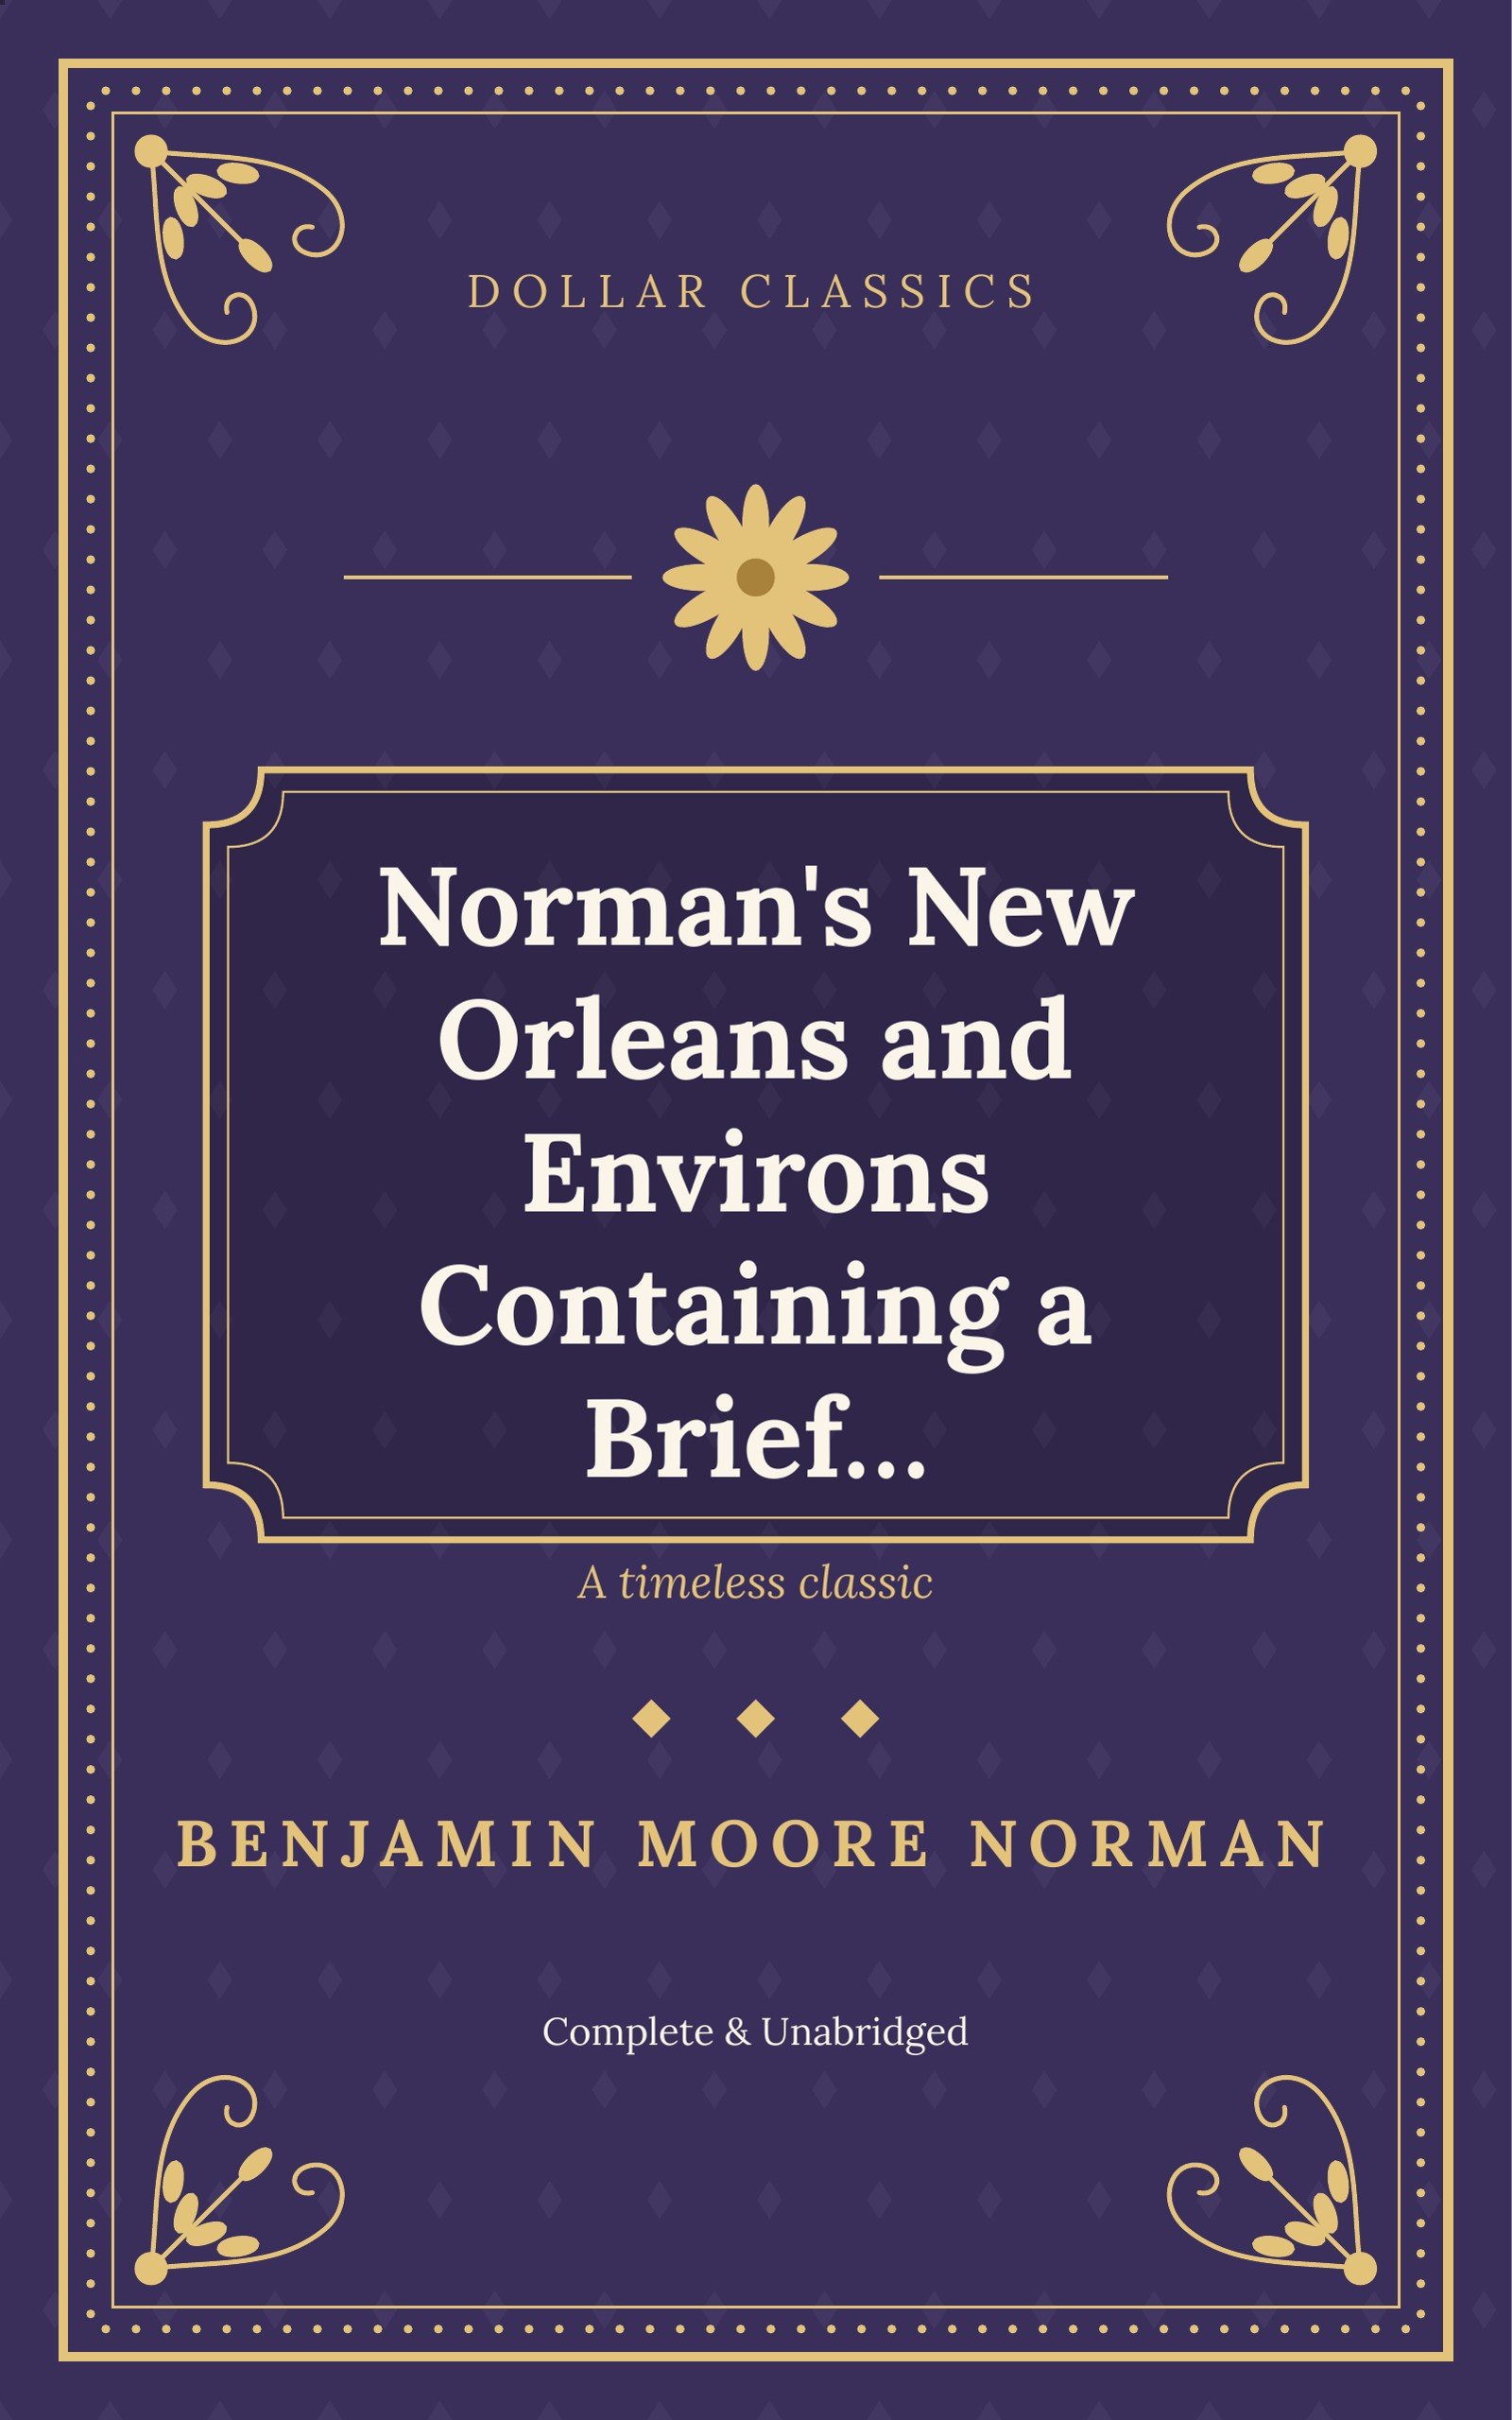 DOLLAR CLASSICS
Norman's New
Orleans and
Environs
Containing a
Brief...
A timeless classic
BENJAMIN MOORE NORMAN
Complete & Unabridged